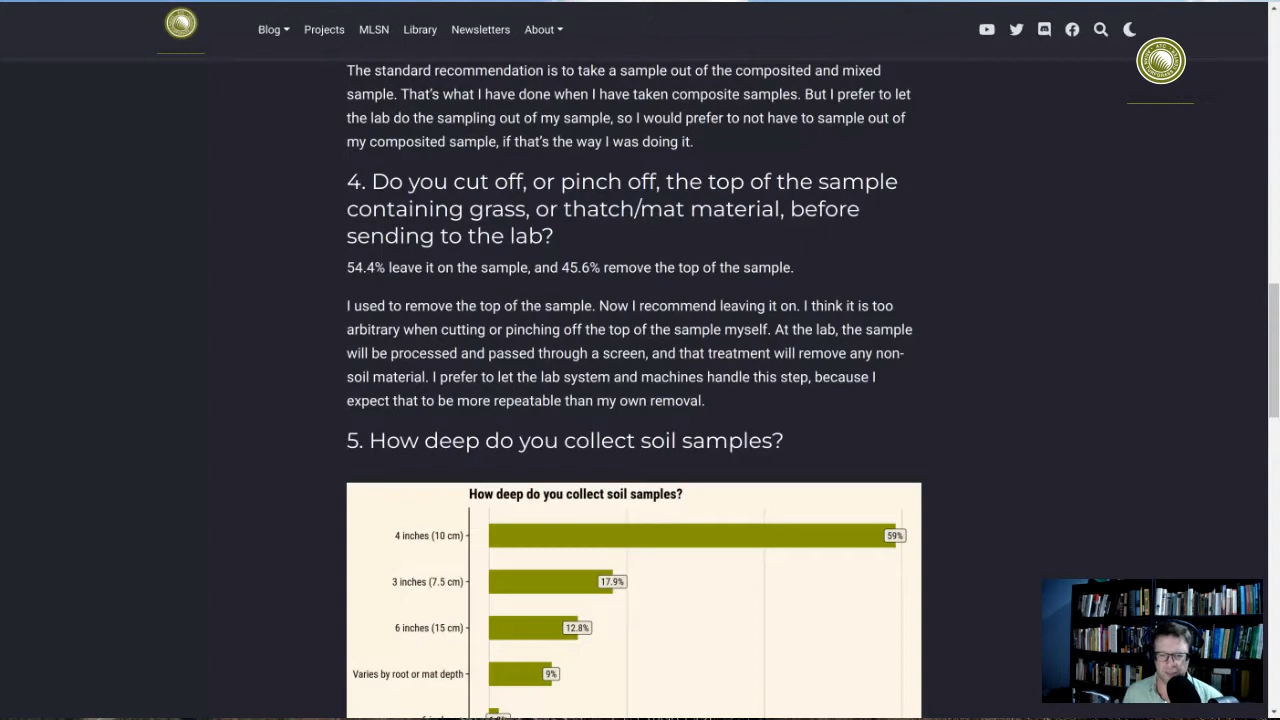 Blog Projects MLSN Library Newsletters About
The standard recommendation is to take a sample out of the composited and mixed
sample. That’s what I have done when I have taken composite samples. But I prefer to let
the lab do the sampling out of my sample, so I would prefer to not have to sample out of
my composited sample, if that’s the way I was doing it.
4. Do you cut off, or pinch off, the top of the sample
containing grass, or thatch/mat material, before
sending to the lab?
54.4% leave it on the sample, and 45.6% remove the top of the sample.
I used to remove the top of the sample. Now I recommend leaving it on. I think it is too
arbitrary when cutting or pinching off the top of the sample myself. At the lab, the sample
will be processed and passed through a screen, and that treatment will remove any non-
soil material. I prefer to let the lab system and machines handle this step, because I
expect that to be more repeatable than my own removal.
5. How deep do you collect soil samples?
How deep do you collect soil samples?
4 inches (10 cm) 59%
3 inches (7.5 cm) 17.9%
6 inches (15 cm) 12.8%
Varies by root or mat depth 9%